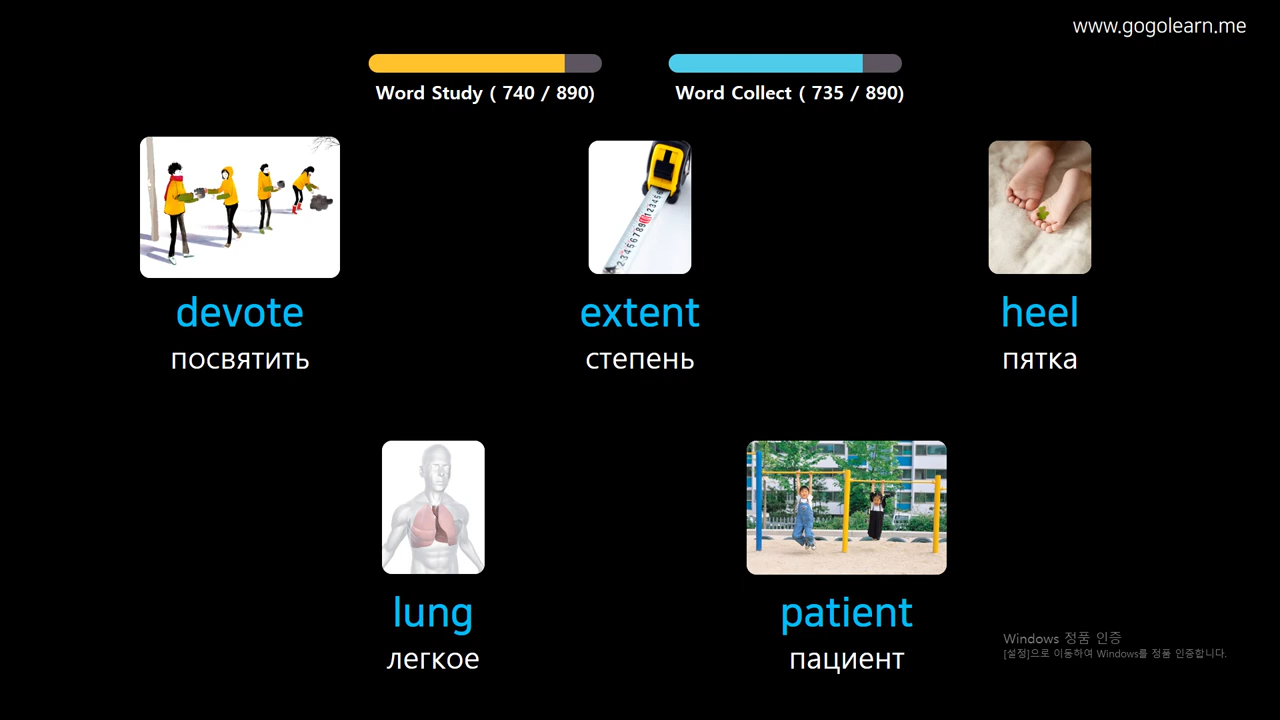 www.gogolearn.me
Word Study ( 740 / 890)
Word Collect ( 735 / 890)
devote
посвятить
extent
степень
heel
пятка
lung
легкое
patient
пациент
Windows 정품 인증
[설정]으로 이동하여 Windows를 정품 인증합니다.